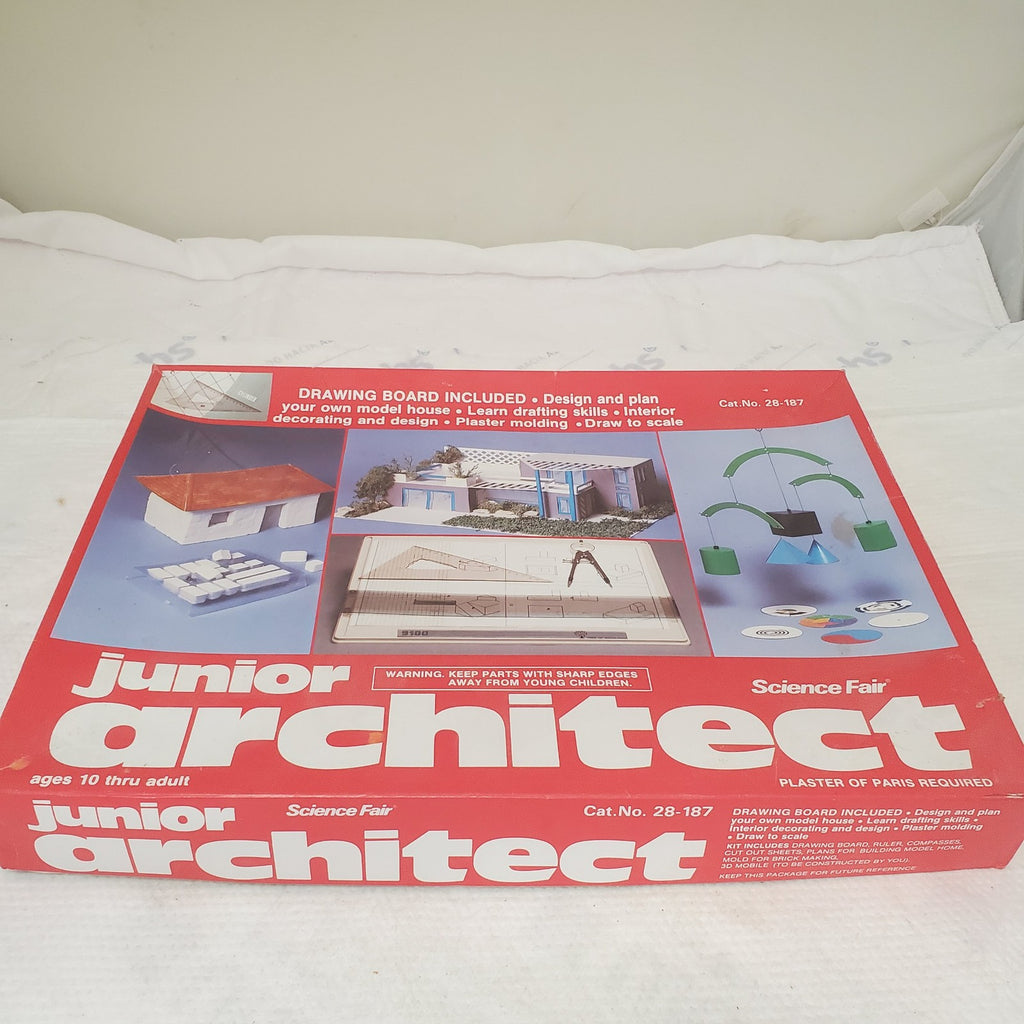 DRAWING BOARD INCLUDED • Design and plan
your own model house • Learn drafting skills • Interior
decorating and design • Plaster molding • Draw to scale
Cat.No. 28-187
9100
junior
WARNING. KEEP PARTS WITH SHARP EDGES
AWAY FROM YOUNG CHILDREN.
Science Fair
architect
ages 10 thru adult
PLASTER OF PARIS REQUIRED
junior
Science Fair
Cat.No. 28-187
architect
DRAWING BOARD INCLUDED • Design and plan
your own model house • Learn drafting skills •
Interior decorating and design • Plaster molding
• Draw to scale
KIT INCLUDES DRAWING BOARD, RULER, COMPASSES,
CUT OUT SHEETS, PLANS FOR BUILDING MODEL HOME,
MOLD FOR BRICK MAKING.
3D MOBILE (TO BE CONSTRUCTED BY YOU).
KEEP THIS PACKAGE FOR FUTURE REFERENCE